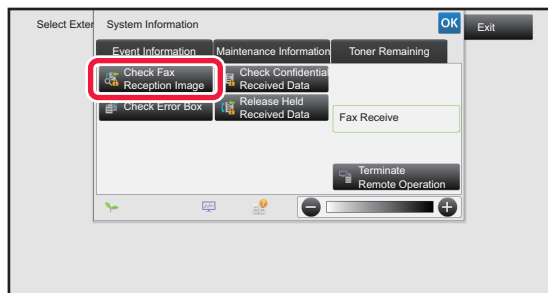 Select Exter
System Information
OK
Exit
Event Information
Maintenance Information
Toner Remaining
Check Fax
Reception Image
Check Confidential
Received Data
Check Error Box
Release Held
Received Data
Fax Receive
Terminate
Remote Operation